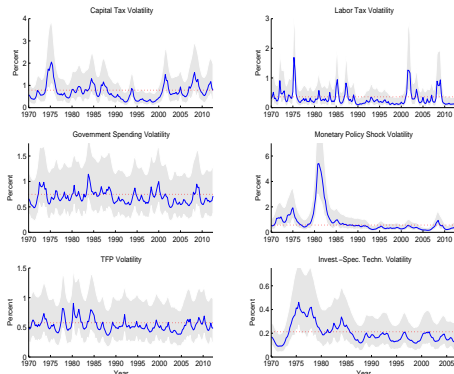 Capital Tax Volatility
Percent
4
3
2
1
0
1970 1975 1980 1985 1990 1995 2000 2005 2010
Labor Tax Volatility
Percent
3
2
1
0
1970 1975 1980 1985 1990 1995 2000 2005 2010
Government Spending Volatility
Percent
1.5
1
0.5
0
1970 1975 1980 1985 1990 1995 2000 2005 2010
Monetary Policy Shock Volatility
Percent
6
4
2
0
1970 1975 1980 1985 1990 1995 2000 2005 2010
TFP Volatility
Percent
1.5
1
0.5
0
1970 1975 1980 1985 1990 1995 2000 2005 2010
Year
Invest.-Spec. Techn. Volatility
Percent
0.6
0.4
0.2
0
1970 1975 1980 1985 1990 1995 2000 2005
Year